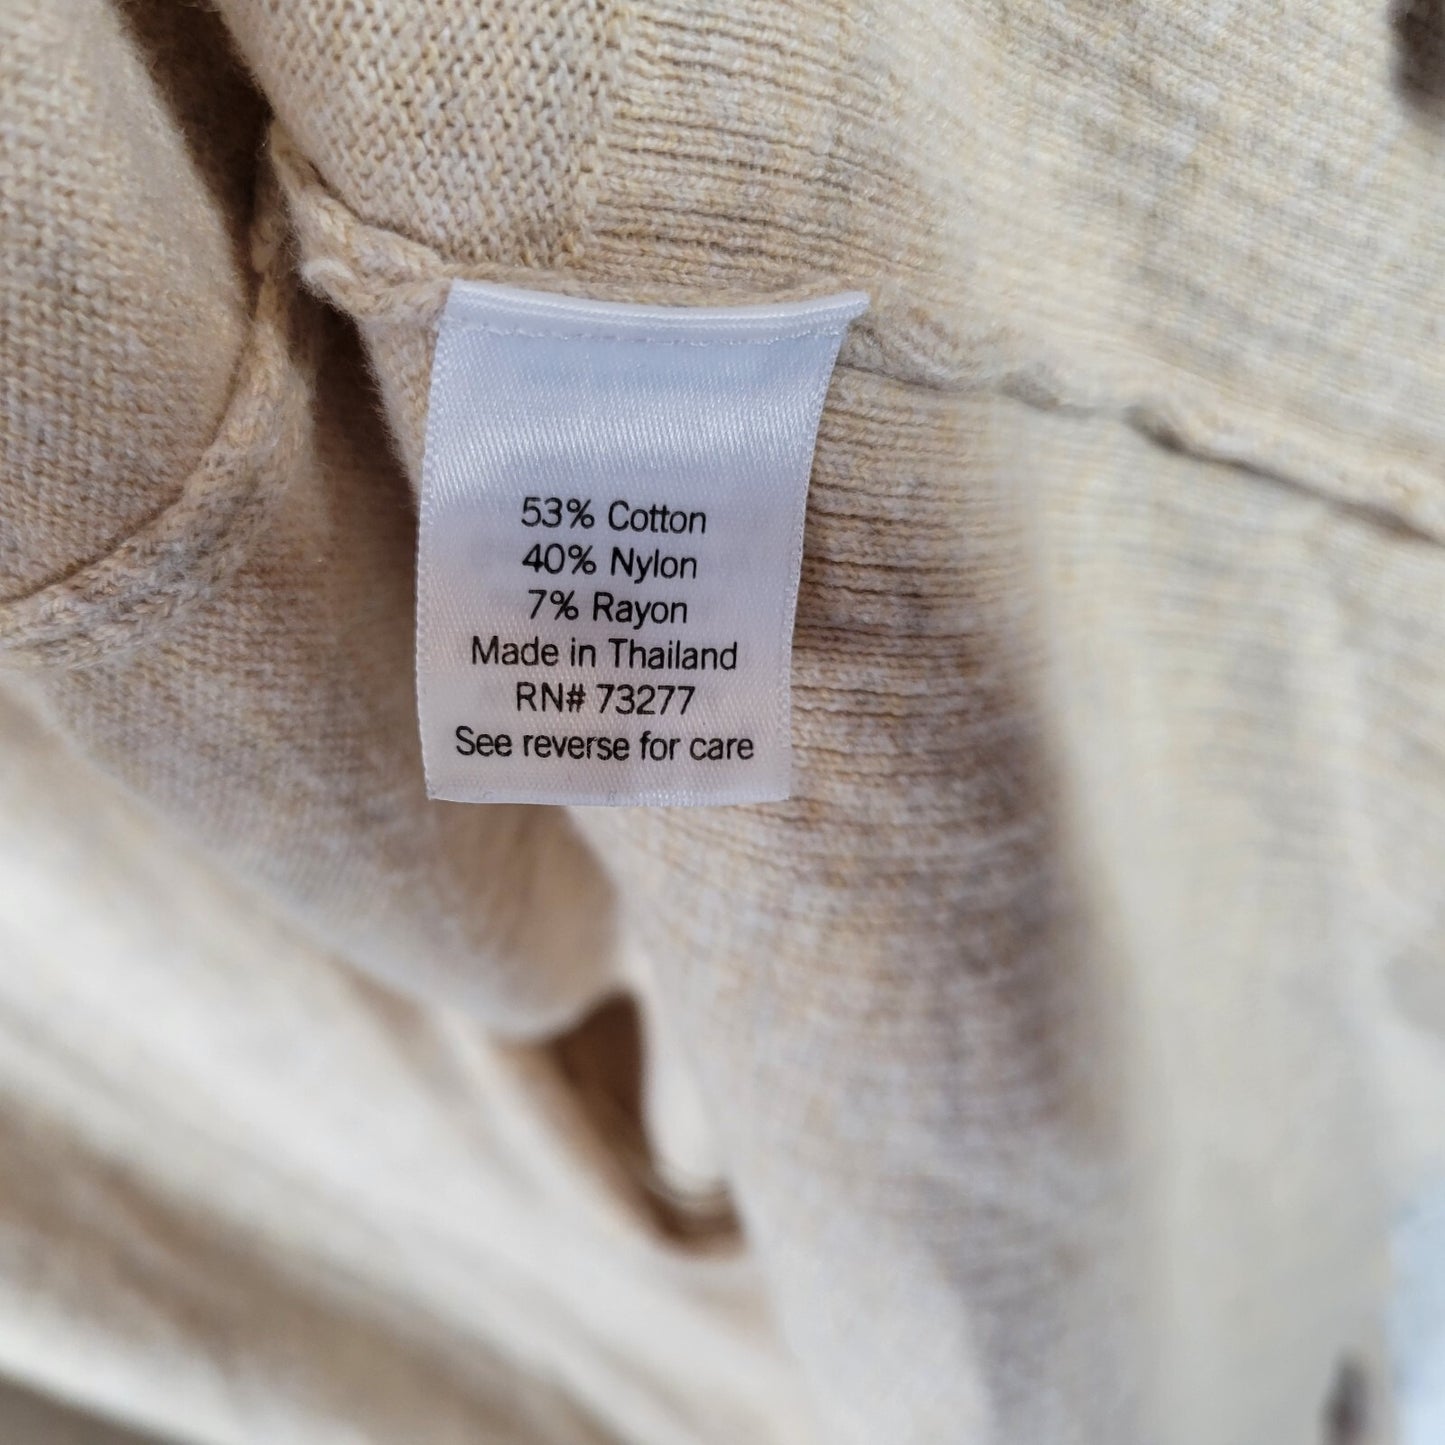 53% Cotton
40% Nylon
7% Rayon
Made in Thailand
RN# 73277
See reverse for care